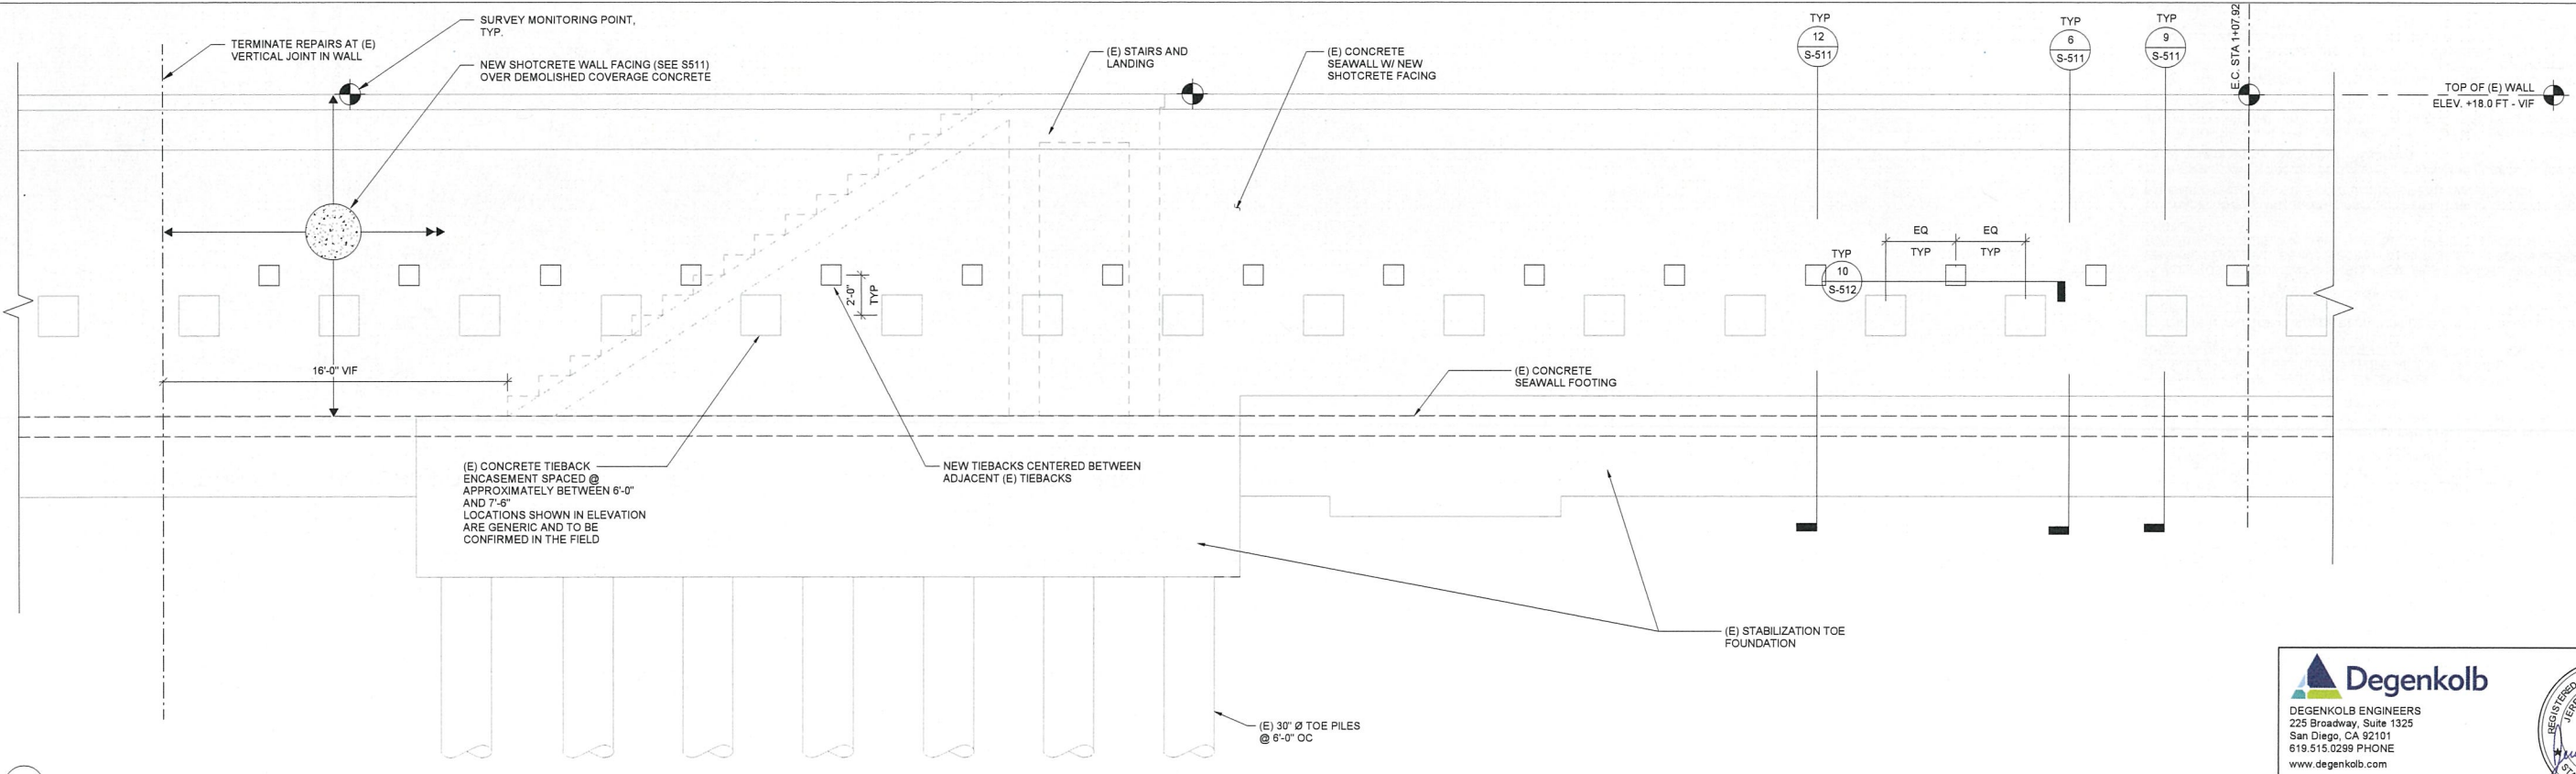 SURVEY MONITORING POINT,
TYP.
TERMINATE REPAIRS AT (E)
VERTICAL JOINT IN WALL
NEW SHOTCRETE WALL FACING (SEE S511)
OVER DEMOLISHED COVERAGE CONCRETE
(E) STAIRS AND
LANDING
(E) CONCRETE
SEAWALL W/ NEW
SHOTCRETE FACING
TYP
12
S-511
TYP
6
S-511
TYP
9
S-511
E.C. STA 1+07.92
TOP OF (E) WALL
ELEV. +18.0 FT - VIF
EQ
EQ
TYP
TYP
TYP
10
S-512
2'-0"
TYP
16'-0" VIF
(E) CONCRETE
SEAWALL FOOTING
(E) CONCRETE TIEBACK
ENCASEMENT SPACED @
APPROXIMATELY BETWEEN 6'-0"
AND 7'-6"
LOCATIONS SHOWN IN ELEVATION
ARE GENERIC AND TO BE
CONFIRMED IN THE FIELD
NEW TIEBACKS CENTERED BETWEEN
ADJACENT (E) TIEBACKS
(E) STABILIZATION TOE
FOUNDATION
(E) 30" Ø TOE PILES
@ 6'-0" OC
Degenkolb
DEGENKOLB ENGINEERS
225 Broadway, Suite 1325
San Diego, CA 92101
619.515.0299 PHONE
www.degenkolb.com
REGISTERED